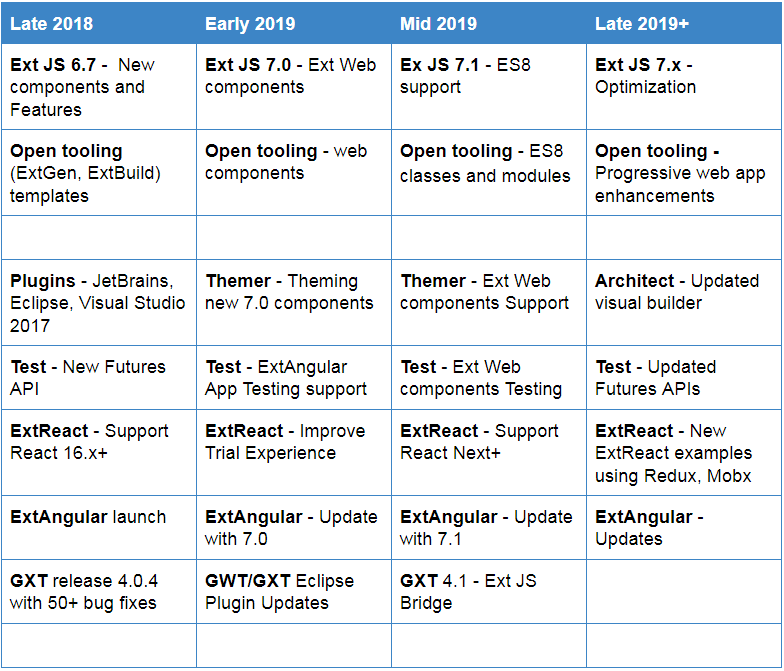 Late 2018
Early 2019
Mid 2019
Late 2019+
Ext JS 6.7 - New
components and
Features
Ext JS 7.0 - Ext Web
components
Ex JS 7.1 - ES8
support
Ext JS 7.x -
Optimization
Open tooling
(ExtGen, ExtBuild)
templates
Open tooling - web
components
Open tooling - ES8
classes and modules
Open tooling -
Progressive web app
enhancements
Plugins - JetBrains,
Eclipse, Visual Studio
2017
Themer - Theming
new 7.0 components
Themer - Ext Web
components Support
Architect - Updated
visual builder
Test - New Futures
API
Test - ExtAngular
App Testing support
Test - Ext Web
components Testing
Test - Updated
Futures APIs
ExtReact - Support
React 16.x+
ExtReact - Improve
Trial Experience
ExtReact - Support
React Next+
ExtReact - New
ExtReact examples
using Redux, Mobx
ExtAngular launch
ExtAngular - Update
with 7.0
ExtAngular - Update
with 7.1
ExtAngular -
Updates
GXT release 4.0.4
with 50+ bug fixes
GWT/GXT Eclipse
Plugin Updates
GXT 4.1 - Ext JS
Bridge